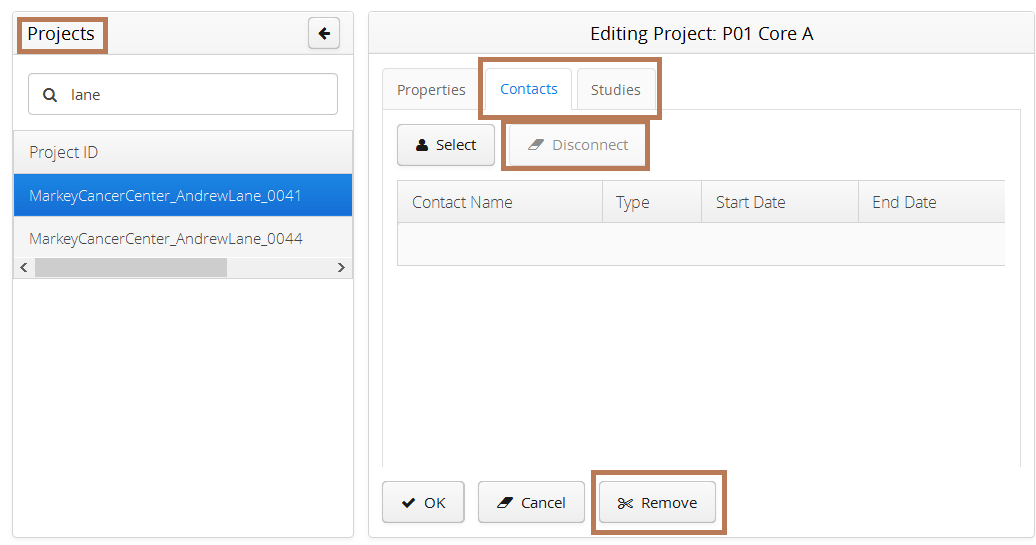 Projects
lane
Project ID
MarkeyCancerCenter_AndrewLane_0041
MarkeyCancerCenter_AndrewLane_0044
Editing Project: P01 Core A
Properties Contacts Studies
Select Disconnect
Contact Name Type Start Date End Date
OK Cancel Remove